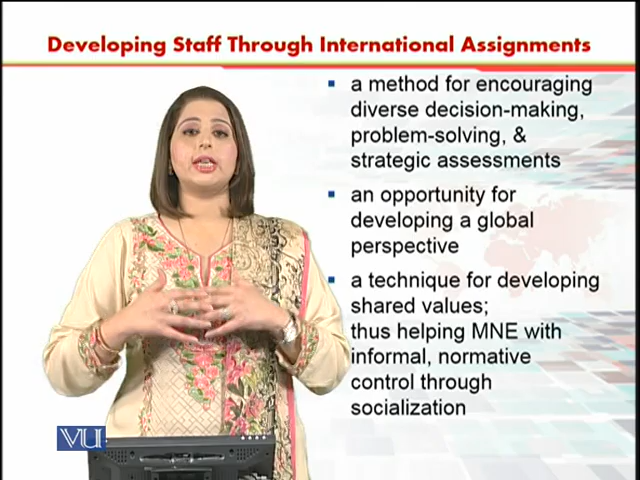 Developing Staff Through International Assignments
a method for encouraging
diverse decision-making,
problem-solving, &
strategic assessments
an opportunity for
developing a global
perspective
a technique for developing
shared values;
thus helping MNE with
informal, normative
control through
socialization
VU